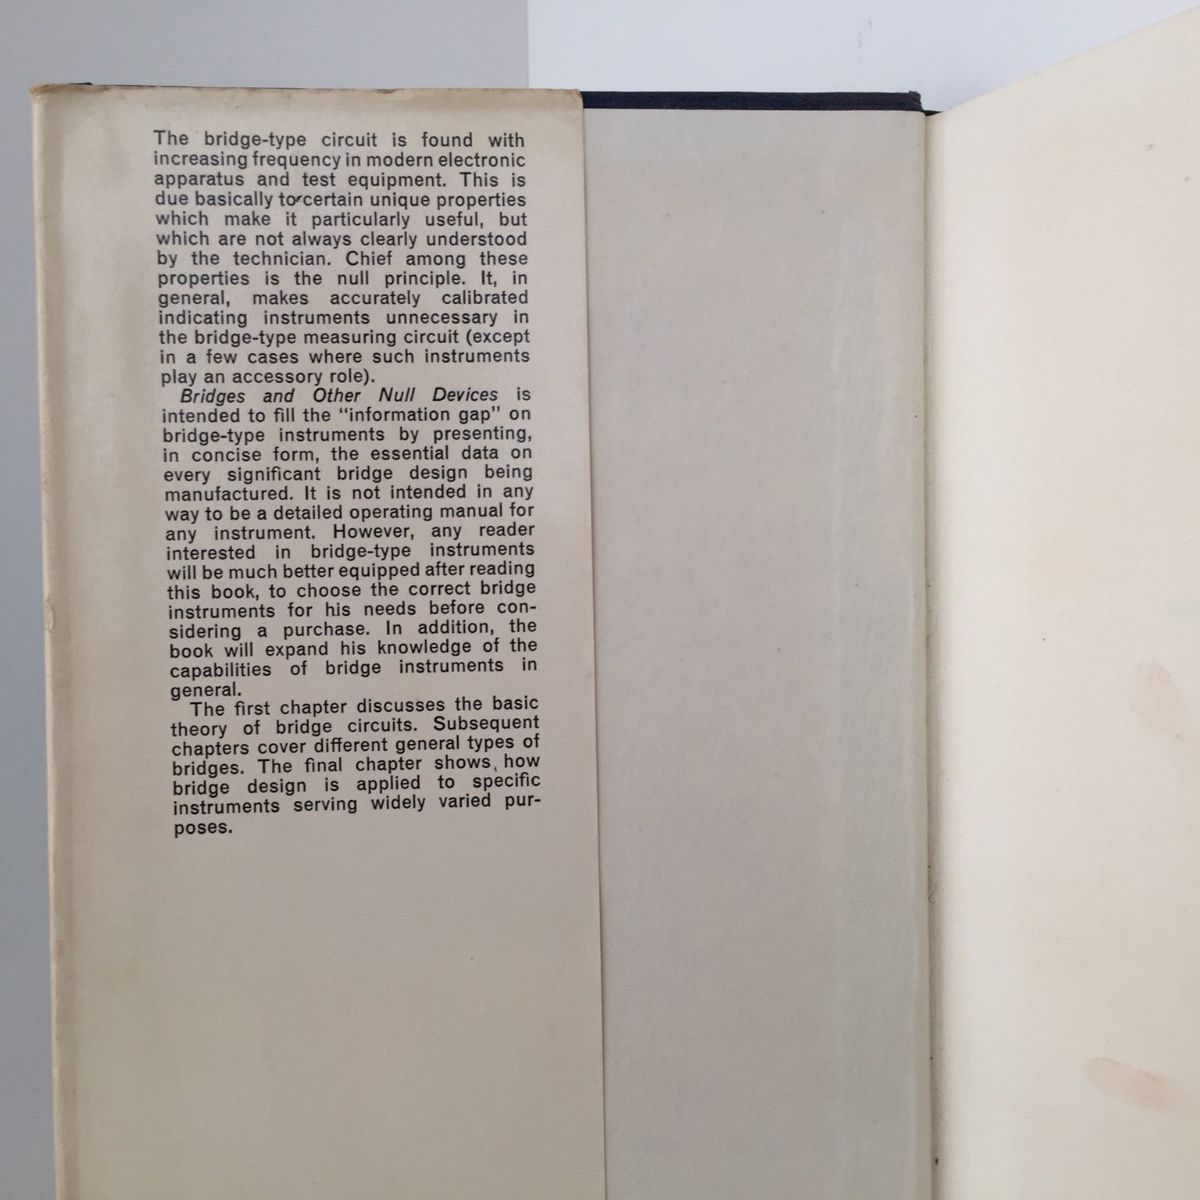 The bridge-type circuit is found with
increasing frequency in modern electronic
apparatus and test equipment. This is
due basically to certain unique properties
which make it particularly useful, but
which are not always clearly understood
by the technician. Chief among these
properties is the null principle. It, in
general, makes accurately calibrated
indicating instruments unnecessary in
the bridge-type measuring circuit (except
in a few cases where such instruments
play an accessory role).
Bridges and Other Null Devices is
intended to fill the “information gap” on
bridge-type instruments by presenting,
in concise form, the essential data on
every significant bridge design being
manufactured. It is not intended in any
way to be a detailed operating manual for
any instrument. However, any reader
interested in bridge-type instruments
will be much better equipped after reading
this book, to choose the correct bridge
instruments for his needs before con-
sidering a purchase. In addition, the
book will expand his knowledge of the
capabilities of bridge instruments in
general.
The first chapter discusses the basic
theory of bridge circuits. Subsequent
chapters cover different general types of
bridges. The final chapter shows how
bridge design is applied to specific
instruments serving widely varied pur-
poses.